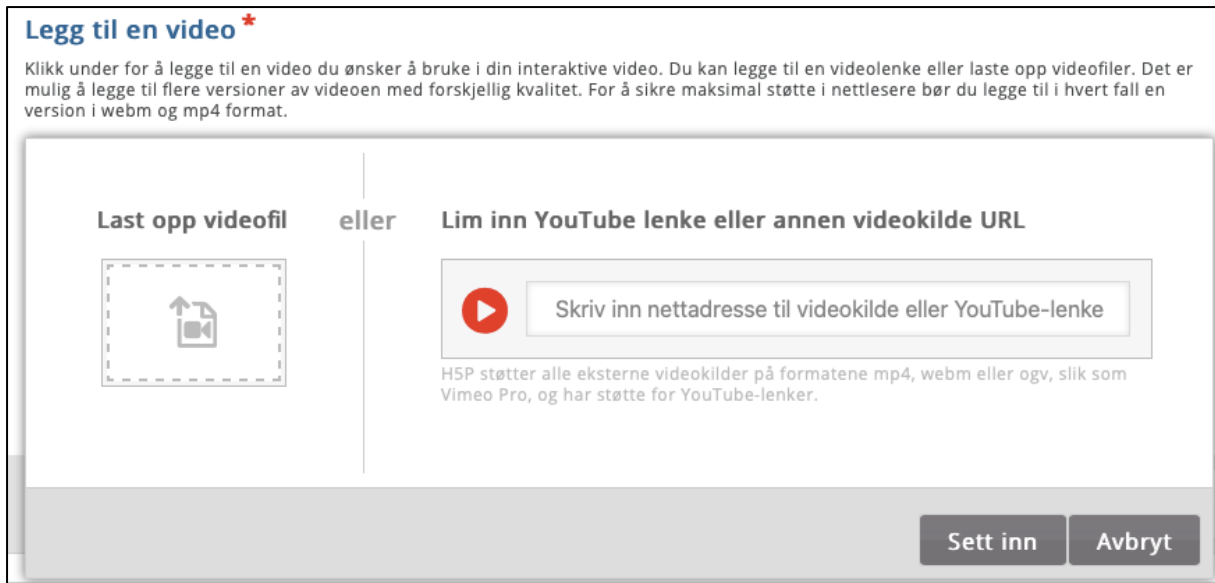 Legg til en video *
Klikk under for å legge til en video du ønsker å bruke i din interaktive video. Du kan legge til en videolenke eller laste opp videofiler. Det er
mulig å legge til flere versioner av videoen med forskjellig kvalitet. For å sikre maksimal støtte i nettlesere bør du legge til i hvert fall en
version i webm og mp4 format.
Last opp videofil
eller
Lim inn YouTube lenke eller annen videokilde URL
Skriv inn nettadresse til videokilde eller YouTube-lenke
H5P støtter alle eksterne videokilder på formatene mp4, webm eller ogv, slik som
Vimeo Pro, og har støtte for YouTube-lenker.
Sett inn
Avbryt